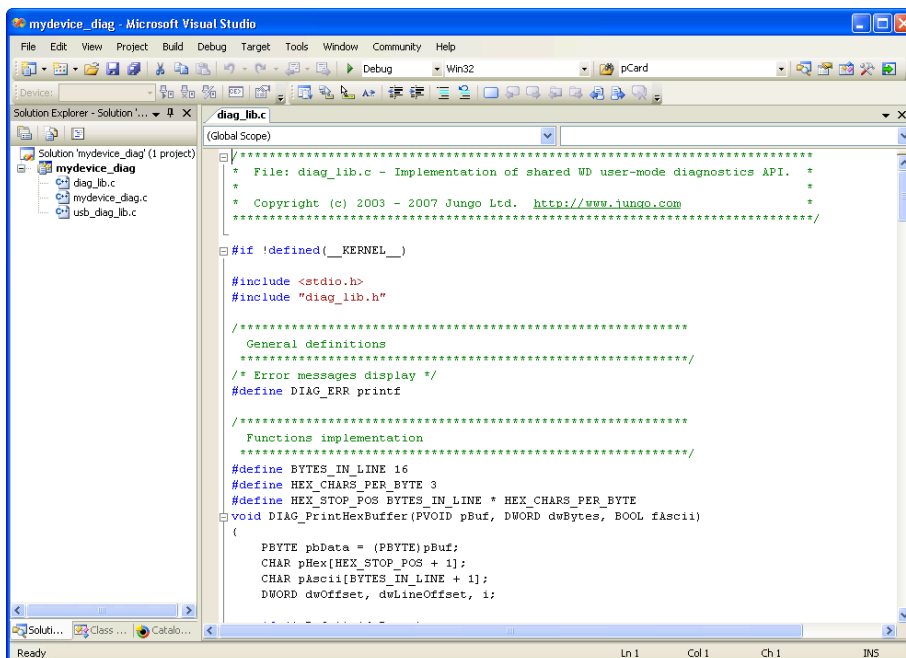 mydevice_diag - Microsoft Visual Studio
File Edit View Project Build Debug Target Tools Window Community Help
Debug Win32 pCard
Device:
Solution Explorer - Solution '...
diag_lib.c
(Global Scope)
Solution 'mydevice_diag' (1 project)
mydevice_diag
diag_lib.c
mydevice_diag.c
usb_diag_lib.c
/******************************************************************************
* File: diag_lib.c - Implementation of shared WD user-mode diagnostics API. *
* *
* Copyright (c) 2003 - 2007 Jungo Ltd. http://www.jungo.com *
*******************************************************************************/
#if !defined(__KERNEL__)
#include <stdio.h>
#include "diag_lib.h"
/*************************************************************
General definitions
*************************************************************/
/* Error messages display */
#define DIAG_ERR printf
/*************************************************************
Functions implementation
*************************************************************/
#define BYTES_IN_LINE 16
#define HEX_CHARS_PER_BYTE 3
#define HEX_STOP_POS BYTES_IN_LINE * HEX_CHARS_PER_BYTE
void DIAG_PrintHexBuffer(PVOID pBuf, DWORD dwBytes, BOOL fAscii)
{
PBYTE pbData = (PBYTE)pBuf;
CHAR pHex[HEX_STOP_POS + 1];
CHAR pAscii[BYTES_IN_LINE + 1];
DWORD dwOffset, dwLineOffset, i;
Soluti... Class ... Catalo...
Ready Ln 1 Col 1 Ch 1 INS